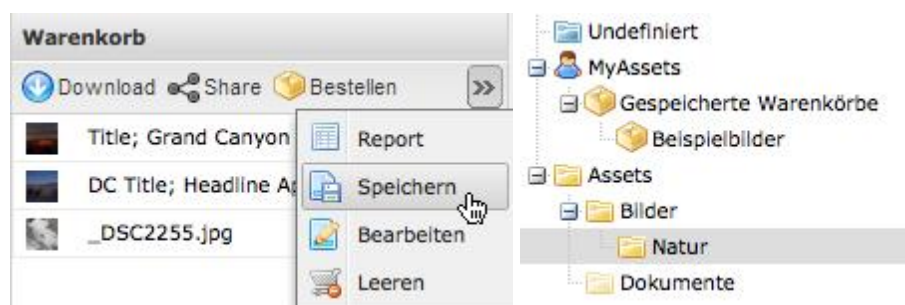 Warenkorb
Download Share Bestellen
Title; Grand Canyon
DC Title; Headline
_DSC2255.jpg
Report
Speichern
Bearbeiten
Leeren
Undefiniert
MyAssets
Gespeicherte Warenkörbe
Beispielbilder
Assets
Bilder
Natur
Dokumente